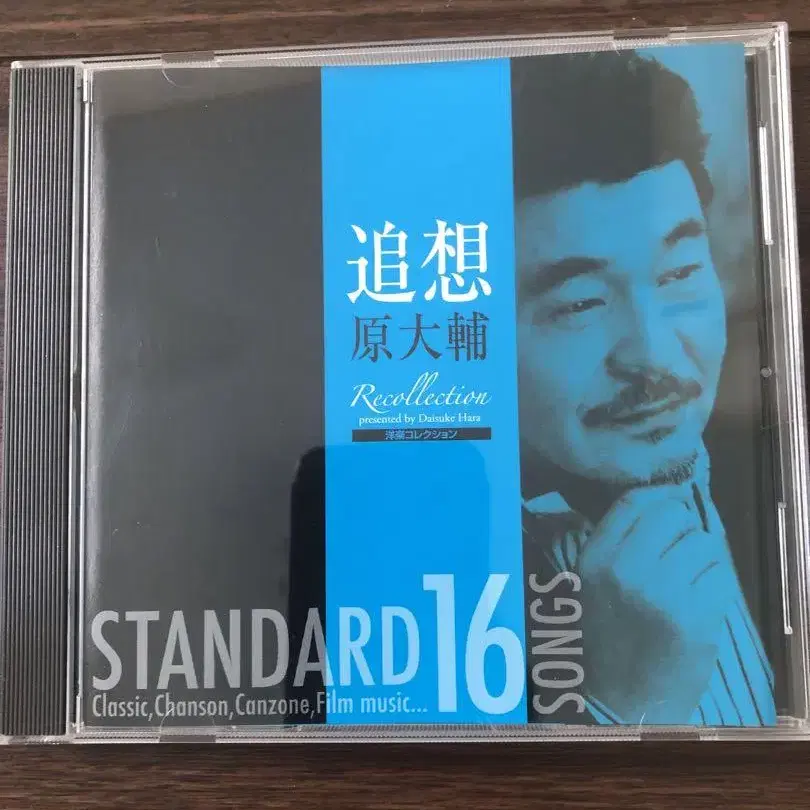 追想
原大輔
Recollection
presented by Daisuke Hara
洋楽コレクション
STANDARD 16 SONGS
Classic,Chanson,Canzone,Film music...